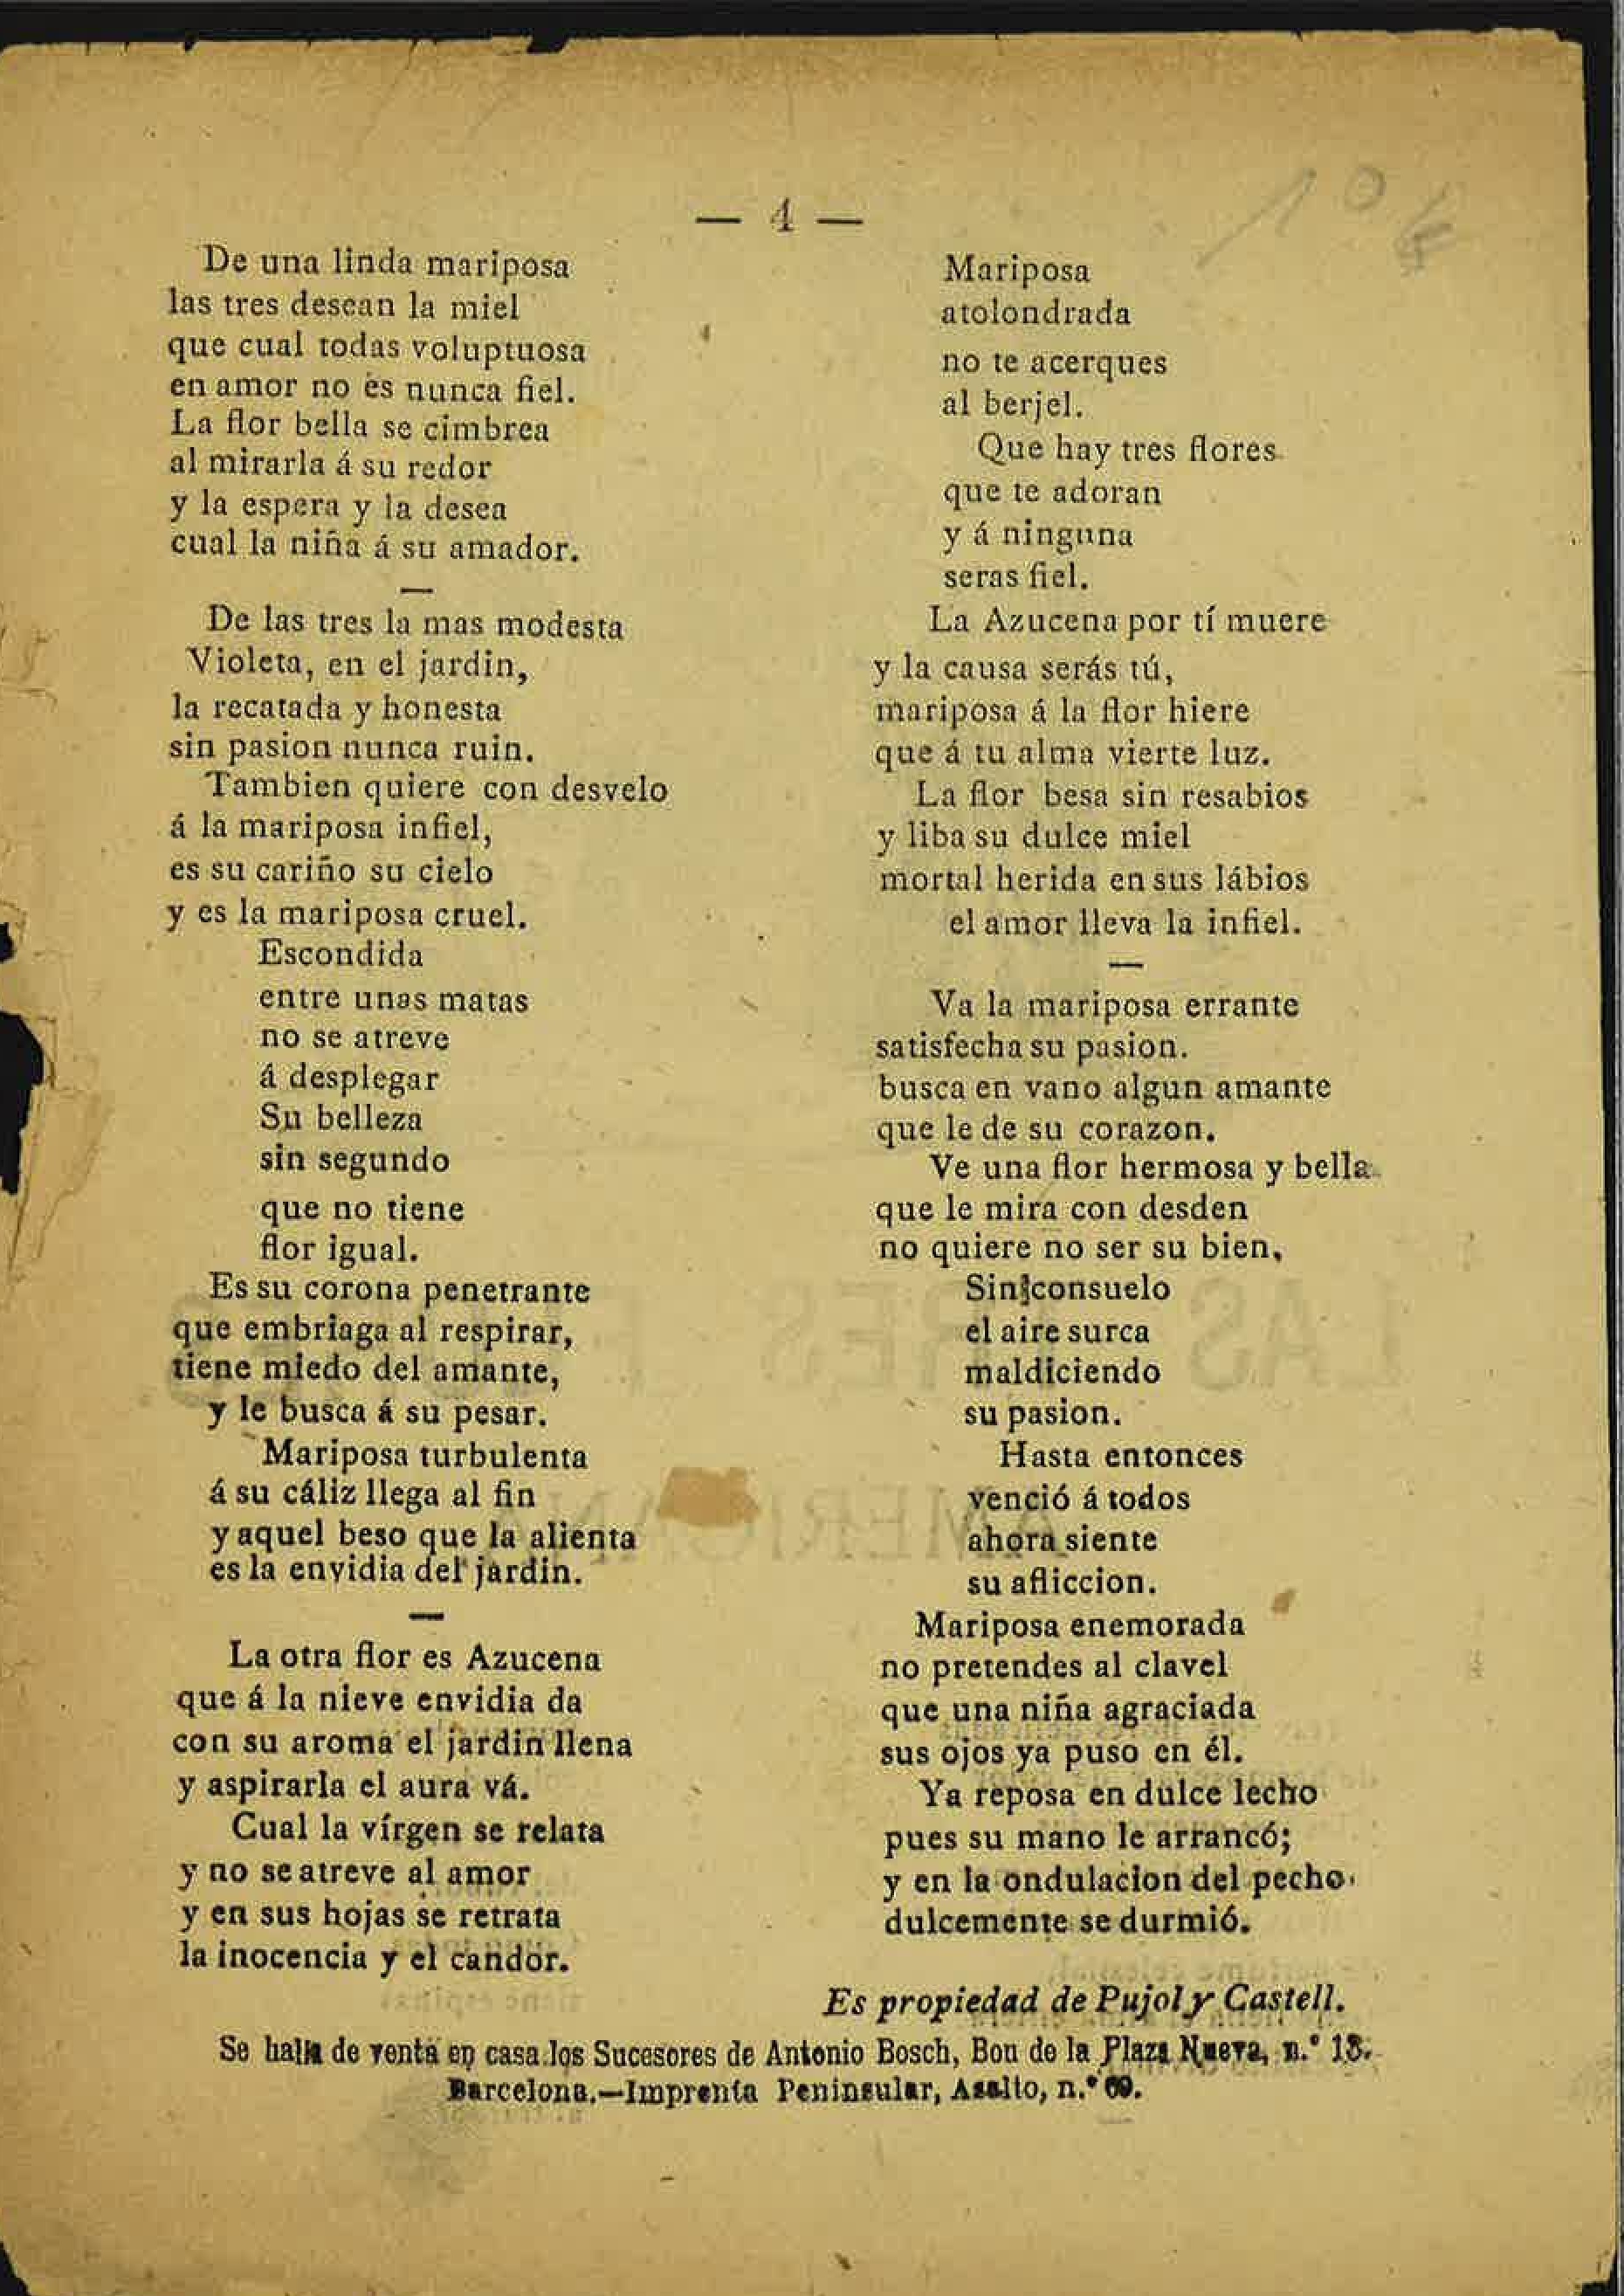 — 4 —
De una linda mariposa
las tres desean la miel
que cual todas voluptuosa
en amor no es nunca fiel.
La flor bella se cimbrea
al mirarla á su redor
y la espera y la desea
cual la niña á su amador.
—
De las tres la mas modesta
Violeta, en el jardin,
la recatada y honesta
sin pasion nunca ruin.
Tambien quiere con desvelo
á la mariposa infiel,
es su cariño su cielo
y es la mariposa cruel.
Escondida
entre unas matas
no se atreve
á desplegar
Su belleza
sin segundo
que no tiene
flor igual.
Es su corona penetrante
que embriaga al respirar,
tiene miedo del amante,
y le busca á su pesar.
Mariposa turbulenta
á su cáliz llega al fin
y aquel beso que la alienta
es la envidia del jardin.
—
La otra flor es Azucena
que á la nieve envidia da
con su aroma el jardin llena
y aspirarla el aura vá.
Cual la vírgen se relata
y no se atreve al amor
y en sus hojas se retrata
la inocencia y el candor.
Mariposa
atolondrada
no te acerques
al berjel.
Que hay tres flores
que te adoran
y á ninguna
seras fiel.
La Azucena por tí muere
y la causa serás tú,
mariposa á la flor hiere
que á tu alma vierte luz.
La flor besa sin resabios
y liba su dulce miel
mortal herida en sus lábios
el amor lleva la infiel.
—
Va la mariposa errante
satisfecha su pasion.
busca en vano algun amante
que le de su corazon.
Ve una flor hermosa y bella
que le mira con desden
no quiere no ser su bien,
Sin consuelo
el aire surca
maldiciendo
su pasion.
Hasta entonces
venció á todos
ahora siente
su afliccion.
Mariposa enemorada
no pretendes al clavel
que una niña agraciada
sus ojos ya puso en él.
Ya reposa en dulce lecho
pues su mano le arrancó;
y en la ondulacion del pecho
dulcemente se durmió.
Es propiedad de Pujol y Castell.
Se halla de venta en casa los Sucesores de Antonio Bosch, Bou de la Plaza Nueva, n.º 13.
Barcelona.—Imprenta Peninsular, Asalto, n.º 69.